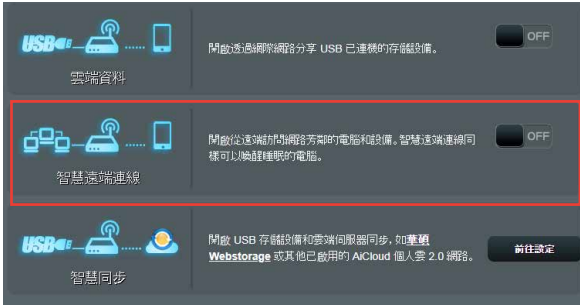 USB
開啟透過網際網路分享 USB 已連機的存儲設備。
OFF
雲端資料
開啟從遠端訪問網路芳鄰的電腦和設備。智慧遠端連線同
樣可以喚醒睡眠的電腦。
OFF
智慧遠端連線
USB
開啟 USB 存儲設備和雲端伺服器同步，如華碩
Webstorage 或其他已啟用的 AiCloud 個人雲 2.0 網路。
前往設定
智慧同步